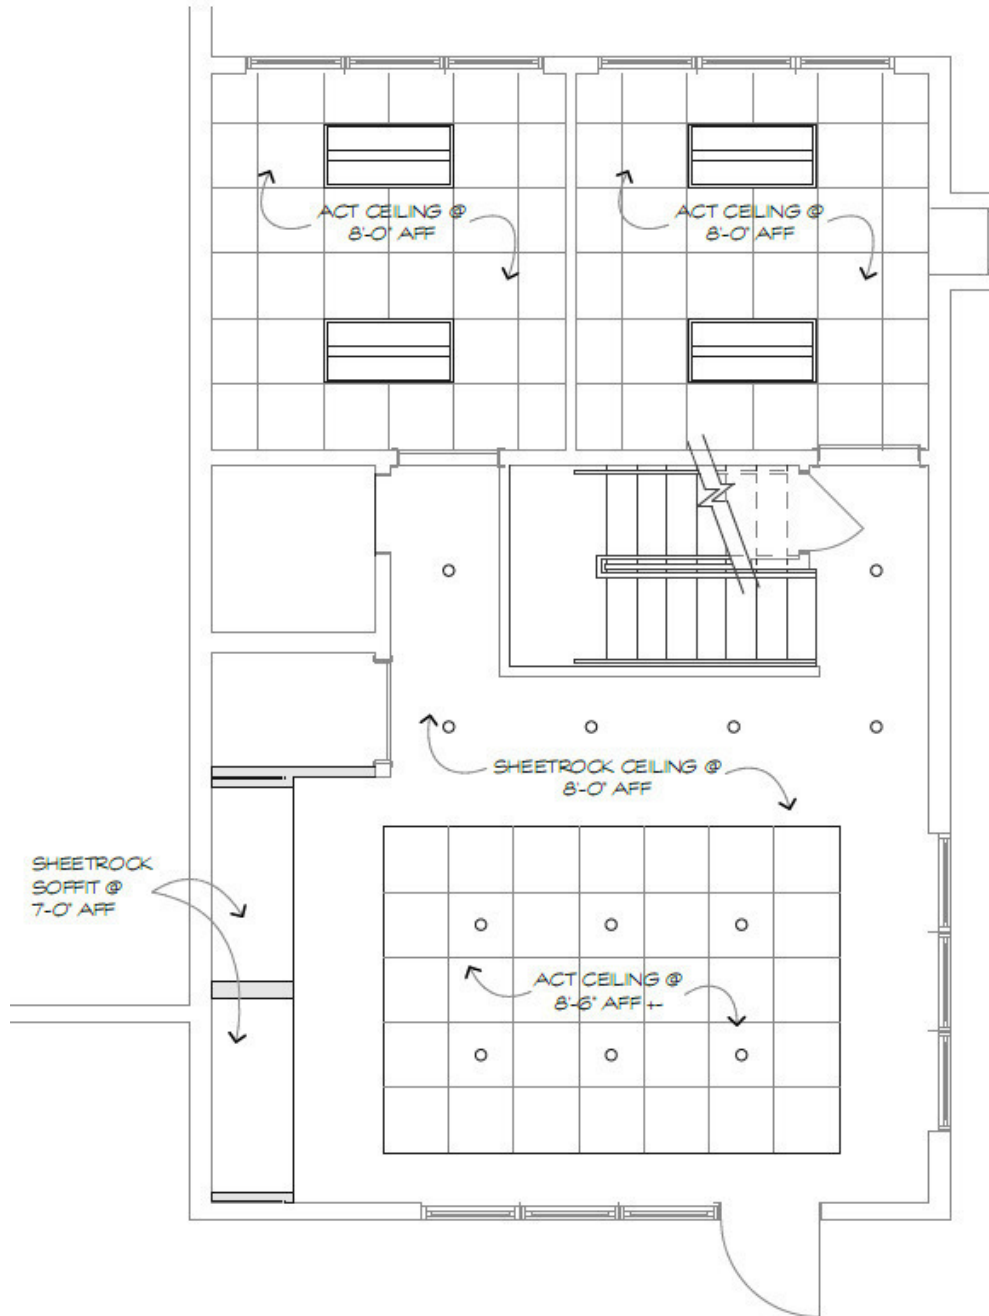 ACT CEILING @
8'-0" AFF
ACT CEILING @
8'-0" AFF
SHEETROCK CEILING @
8'-0" AFF
SHEETROCK
SOFFIT @
7'-0" AFF
ACT CEILING @
8'-6" AFF +-